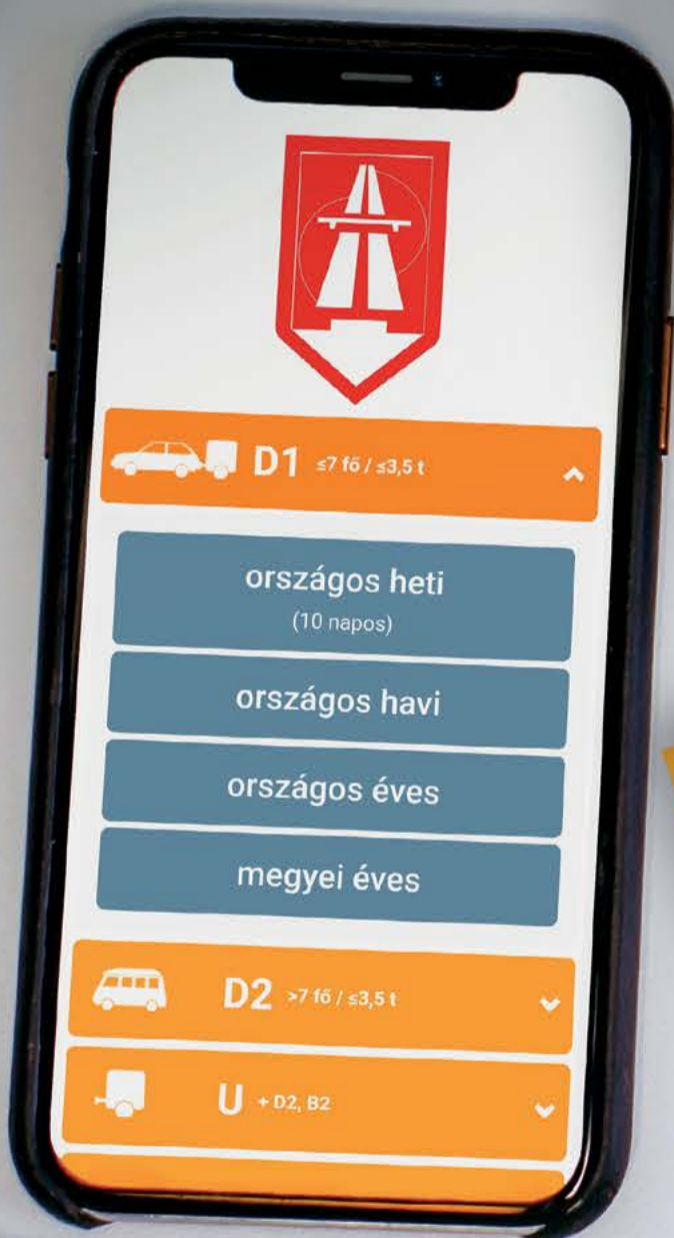 D1 ≤7 fő / ≤3,5 t
országos heti
(10 napos)
országos havi
országos éves
megyei éves
D2 >7 fő / ≤3,5 t
U + D2, B2